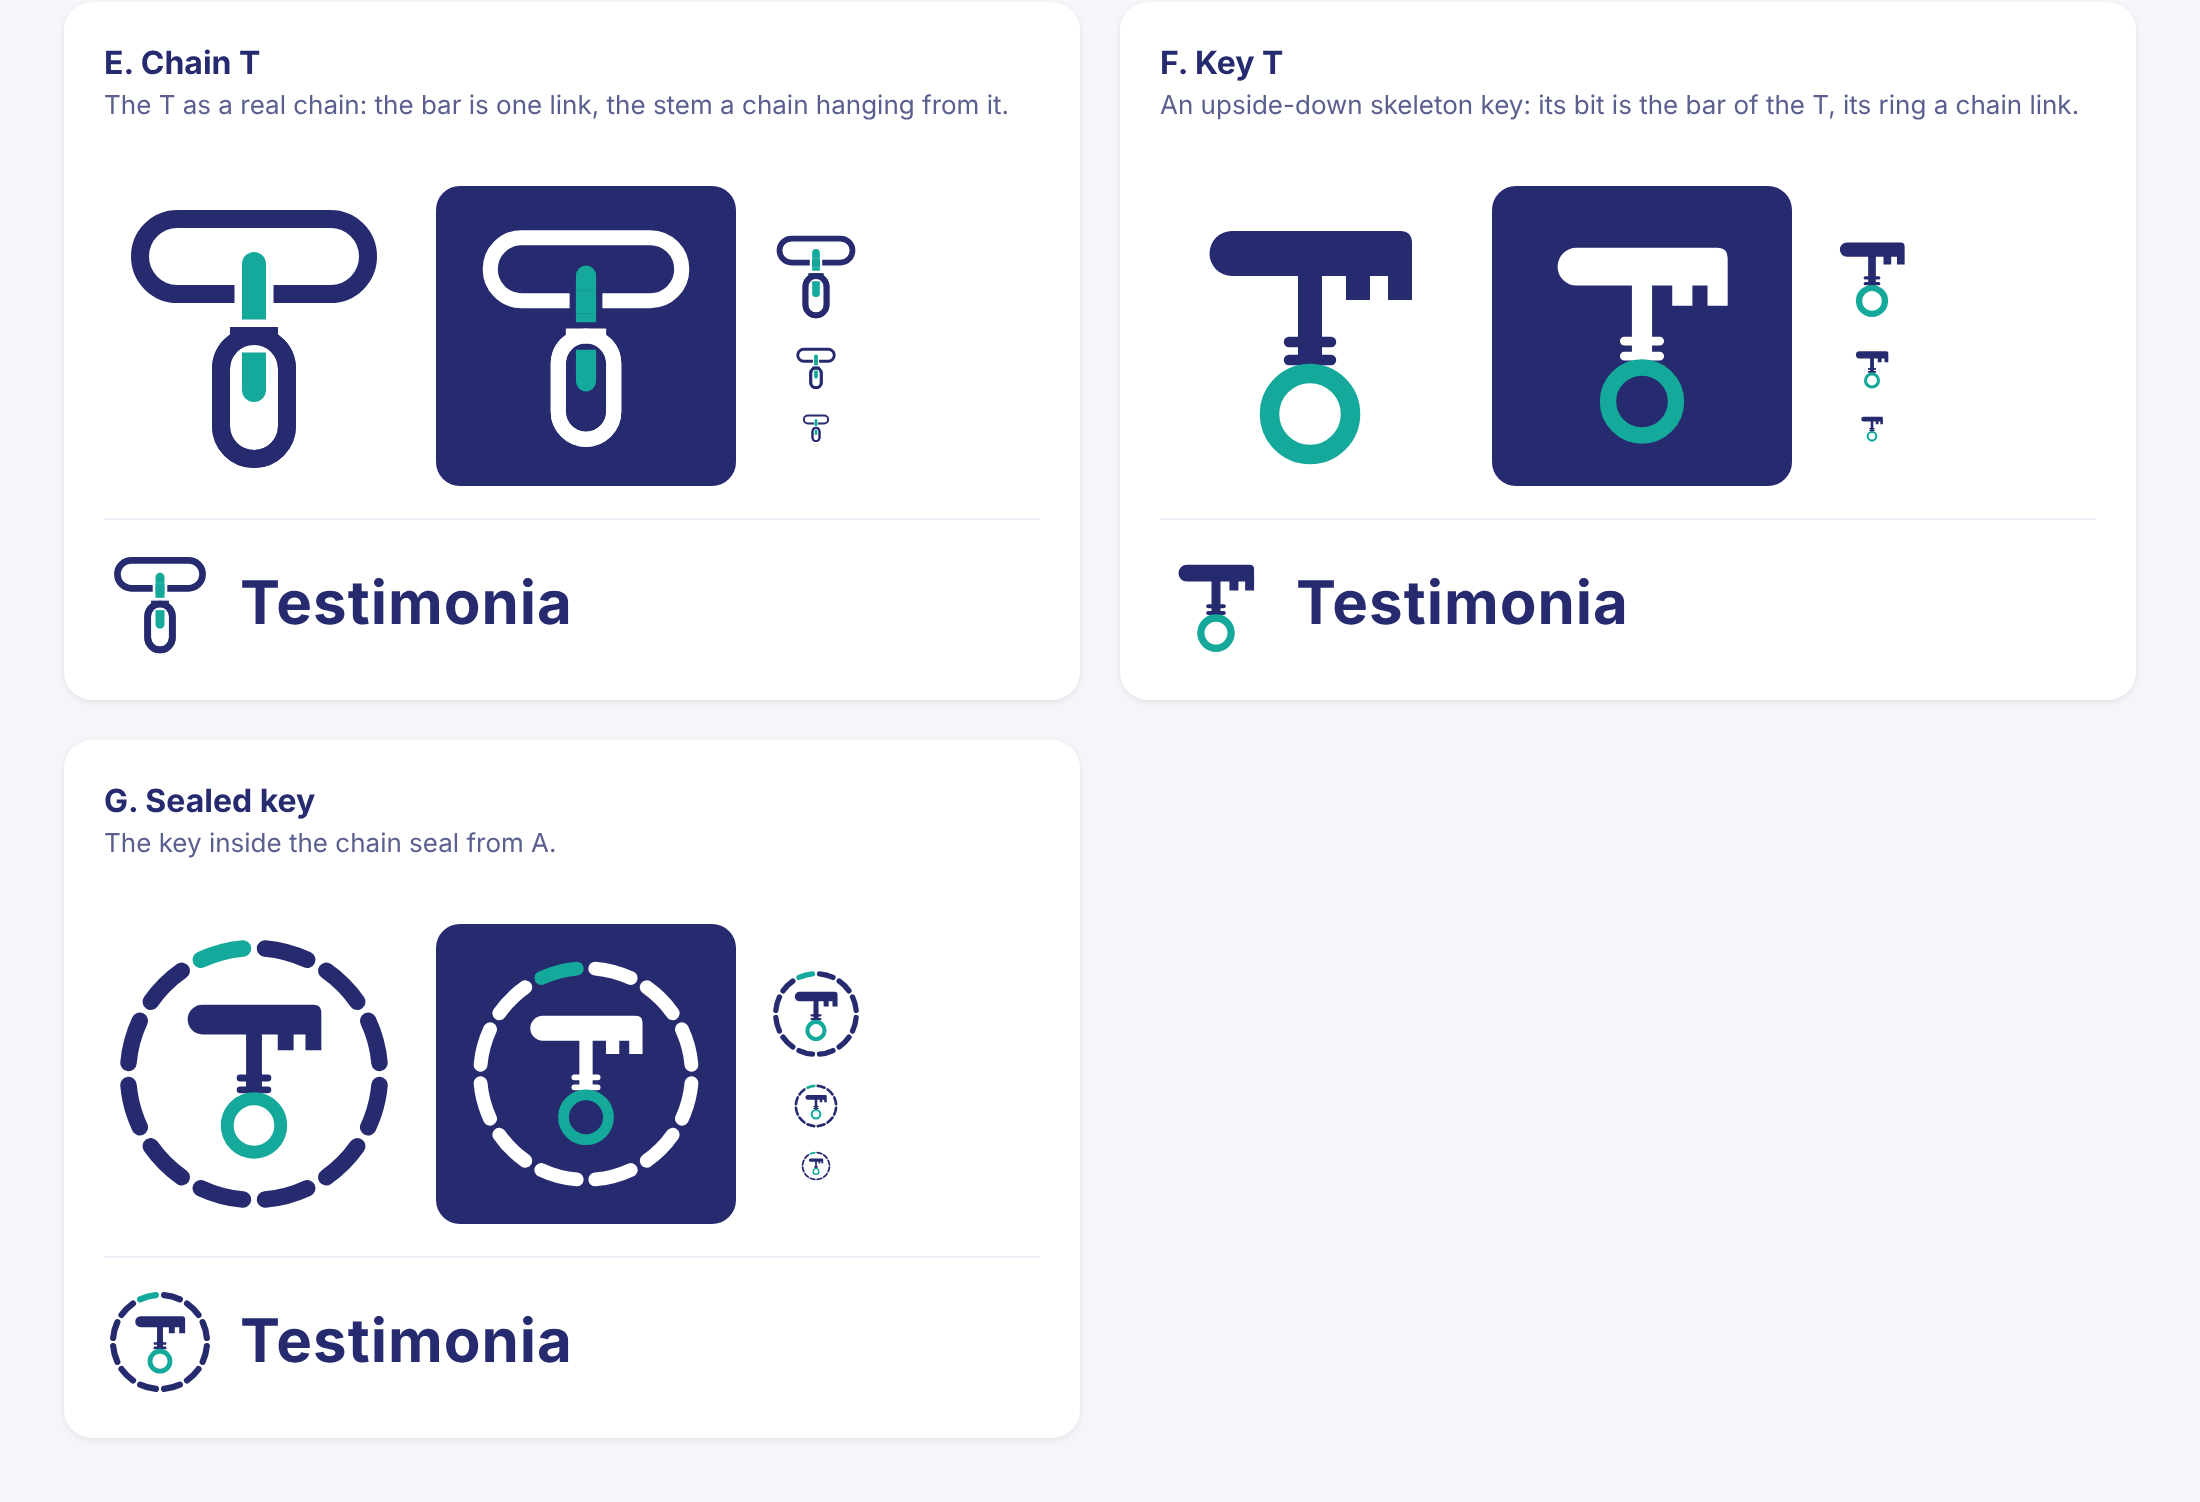 E. Chain T
The T as a real chain: the bar is one link, the stem a chain hanging from it.
Testimonia
F. Key T
An upside-down skeleton key: its bit is the bar of the T, its ring a chain link.
Testimonia
G. Sealed key
The key inside the chain seal from A.
Testimonia